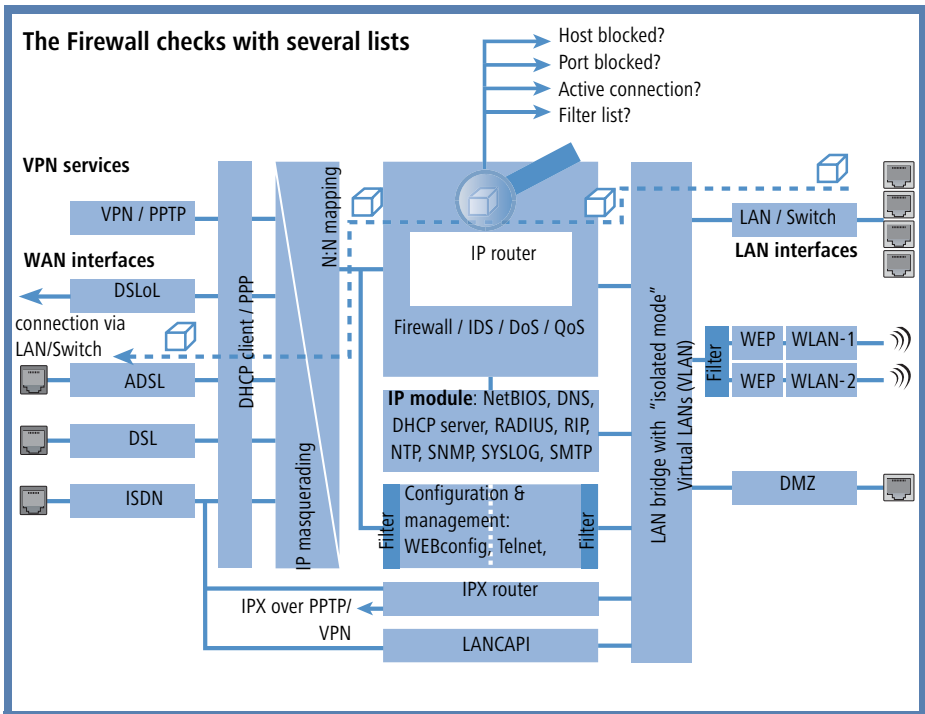 The Firewall checks with several lists
Host blocked?
Port blocked?
Active connection?
Filter list?
VPN services
VPN / PPTP
WAN interfaces
DSLoL
connection via
LAN/Switch
ADSL
DSL
ISDN
DHCP client / PPP
IP masquerading
N:N mapping
IP router
Firewall / IDS / DoS / QoS
IP module: NetBIOS, DNS,
DHCP server, RADIUS, RIP,
NTP, SNMP, SYSLOG, SMTP
Filter
Configuration &
management:
WEBconfig, Telnet,
Filter
IPX router
IPX over PPTP/
VPN
LANCAPI
LAN bridge with "isolated mode"
Virtual LANs (VLAN)
LAN / Switch
LAN interfaces
Filter
WEP
WLAN-1
WEP
WLAN-2
DMZ